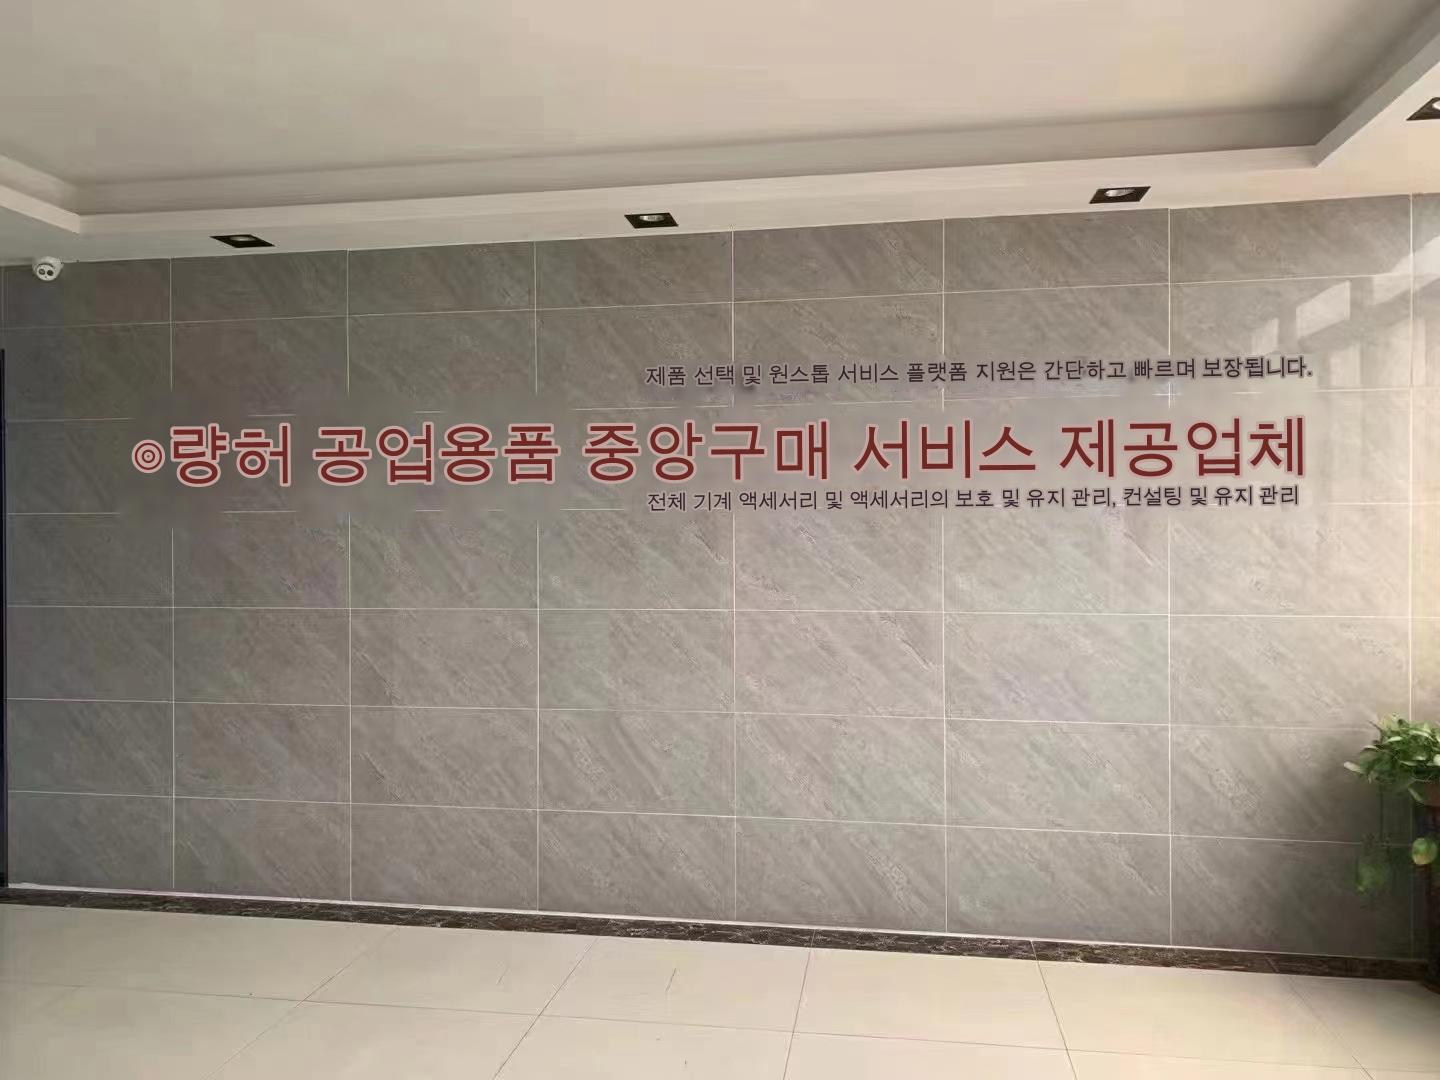 제품 선택 및 원스톱 서비스 플랫폼 지원은 간단하고 빠르며 보장됩니다.
량허 공업용품 중앙구매 서비스 제공업체
전체 기계 액세서리 및 액세서리의 보호 및 유지 관리, 컨설팅 및 유지 관리